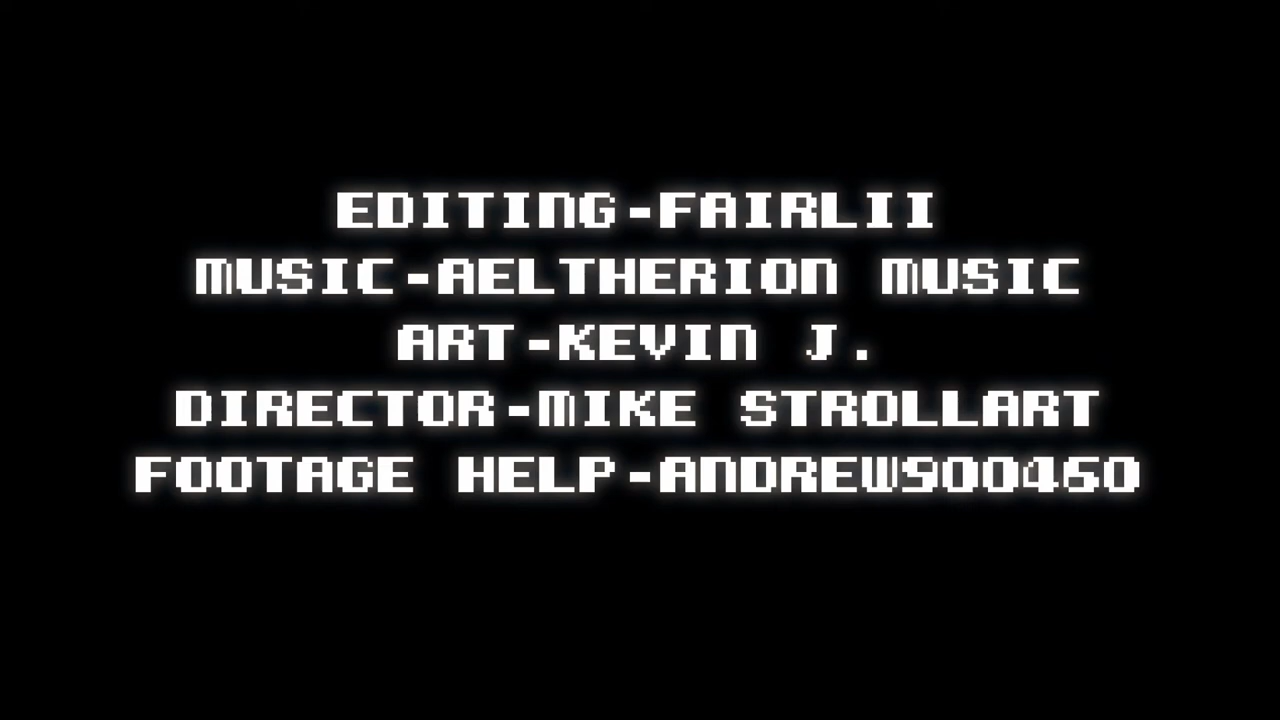 EDITING-FAIRLII
MUSIC-AELTHERION MUSIC
ART-KEVIN J.
DIRECTOR-MIKE STROLLART
FOOTAGE HELP-ANDREW900460